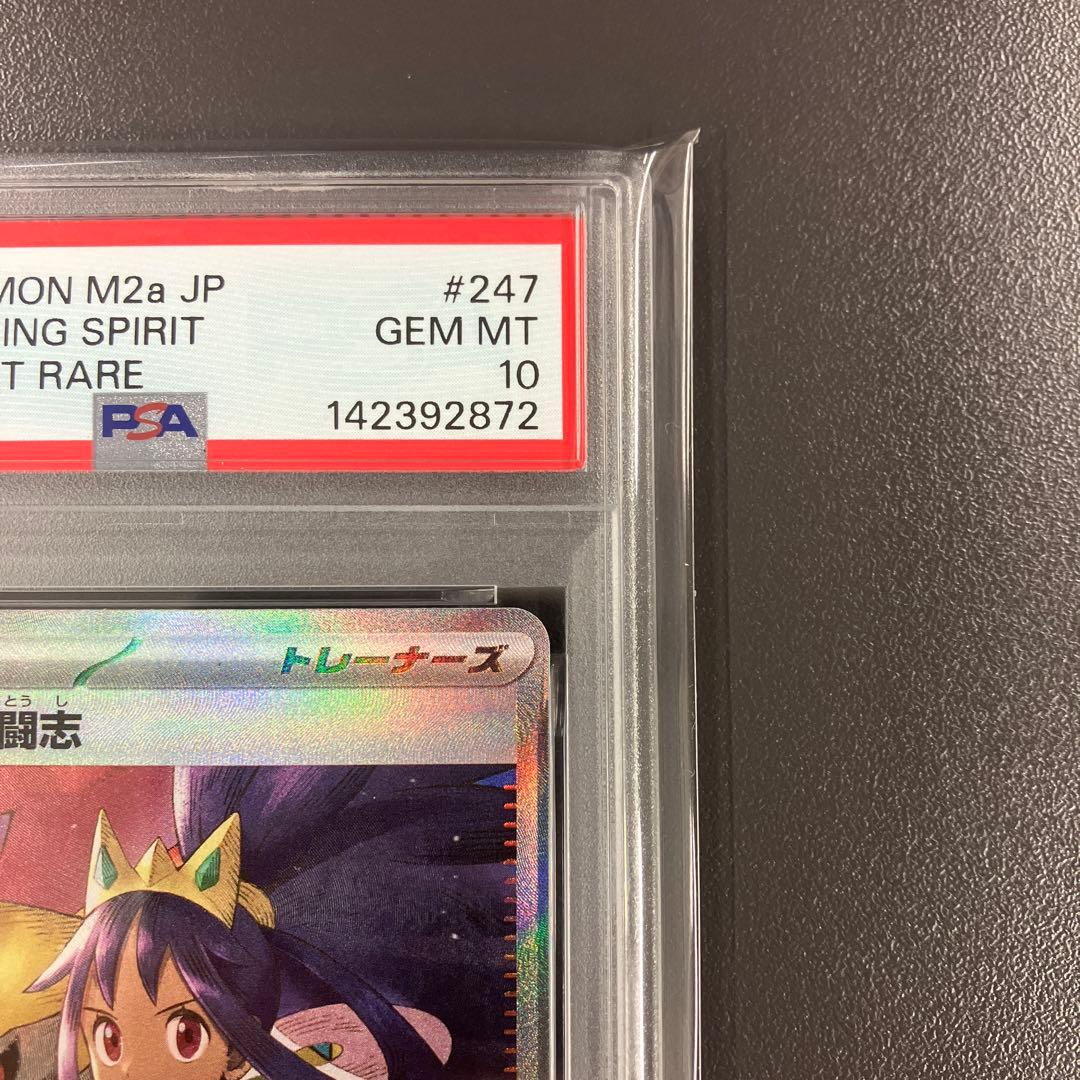 MON M2a JP #247
ING SPIRIT GEM MT
T RARE 10
PSA 142392872
トレーナーズ
とう し
闘志